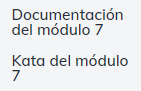 Documentación
del módulo 7
Kata del módulo
7